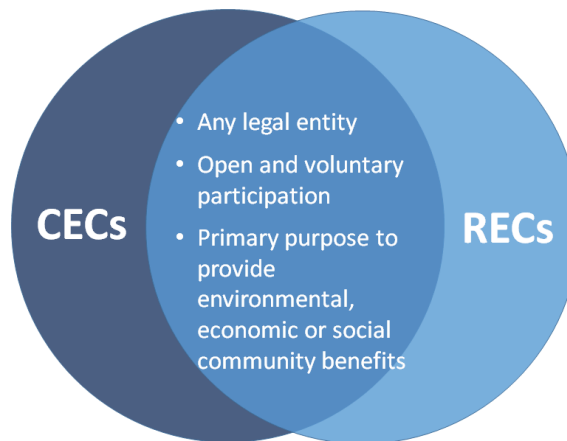 CECs
• Any legal entity
• Open and voluntary
participation
• Primary purpose to
provide
environmental,
economic or social
community benefits
RECs